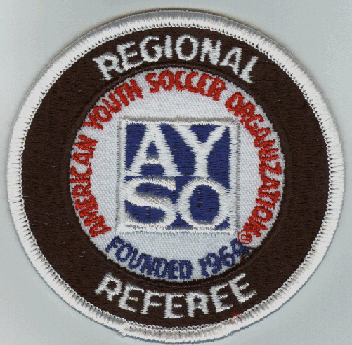 REGIONAL
AMERICAN YOUTH SOCCER ORGANIZATION®
AY
SO
FOUNDED 1964
REFEREE